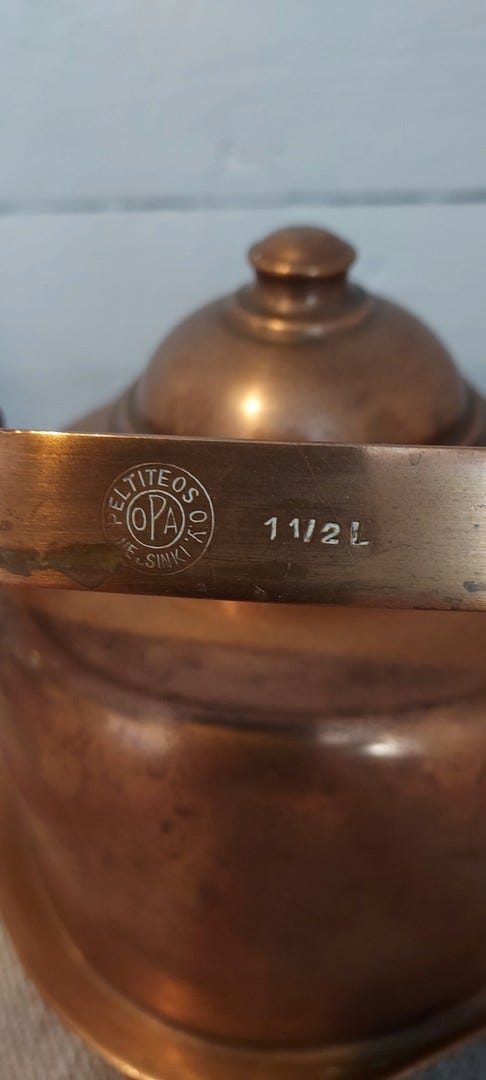 PELTITEOS O.Y.
OPA
HELSINKI
1 1/2 L